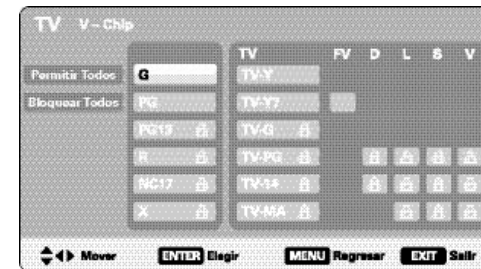 TV V-Chip
TV FV D L S V
Permitir Todos G TV-Y
Bloquear Todos PG TV-Y7
PG13 TV-G
R TV-PG
NC17 TV-14
X TV-MA
Mover ENTER Elegir MENU Regresar EXIT Salir